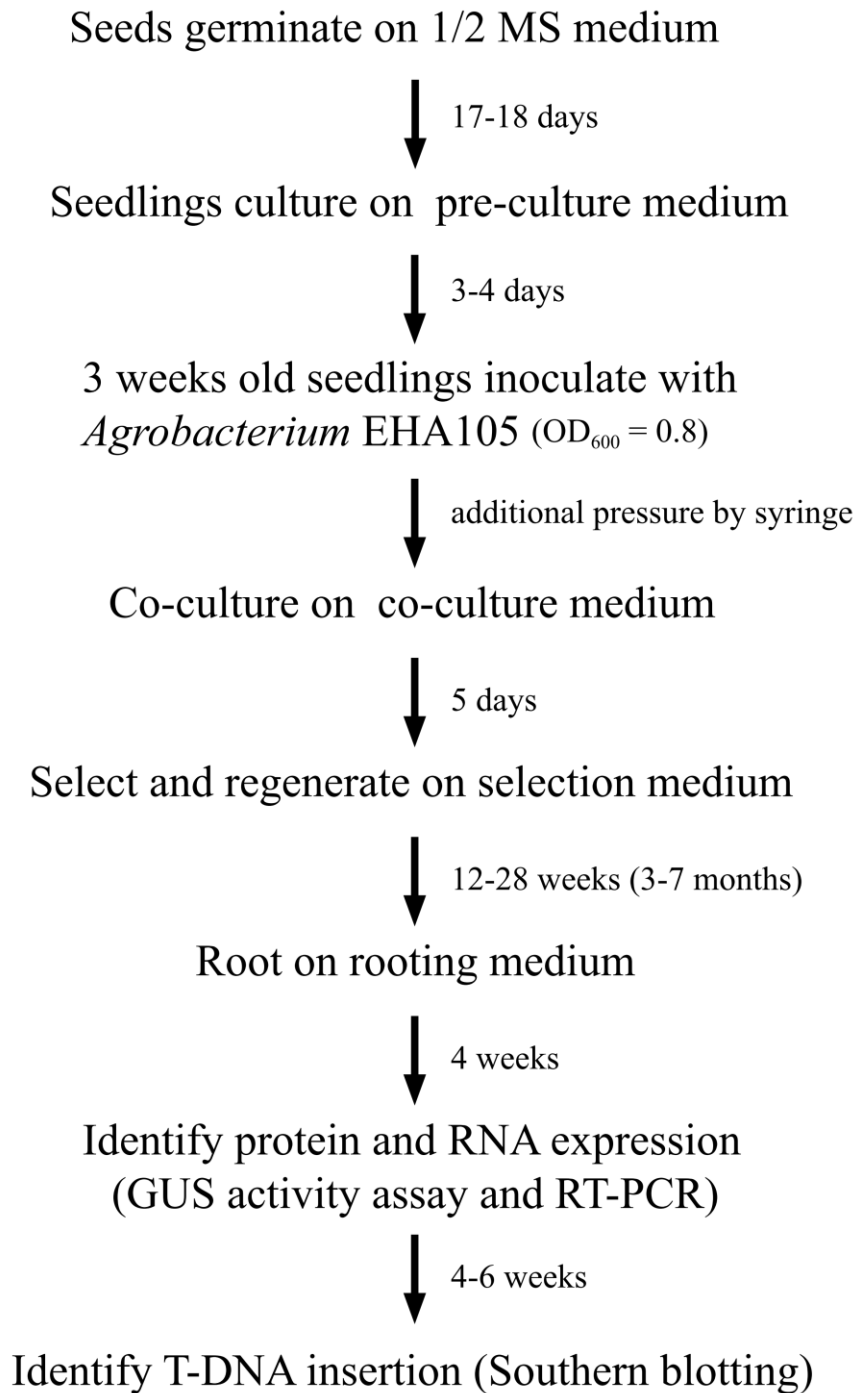 Seeds germinate on 1/2 MS medium
17-18 days
Seedlings culture on pre-culture medium
3-4 days
3 weeks old seedlings inoculate with
Agrobacterium EHA105 (OD600 = 0.8)
additional pressure by syringe
Co-culture on co-culture medium
5 days
Select and regenerate on selection medium
12-28 weeks (3-7 months)
Root on rooting medium
4 weeks
Identify protein and RNA expression
(GUS activity assay and RT-PCR)
4-6 weeks
Identify T-DNA insertion (Southern blotting)